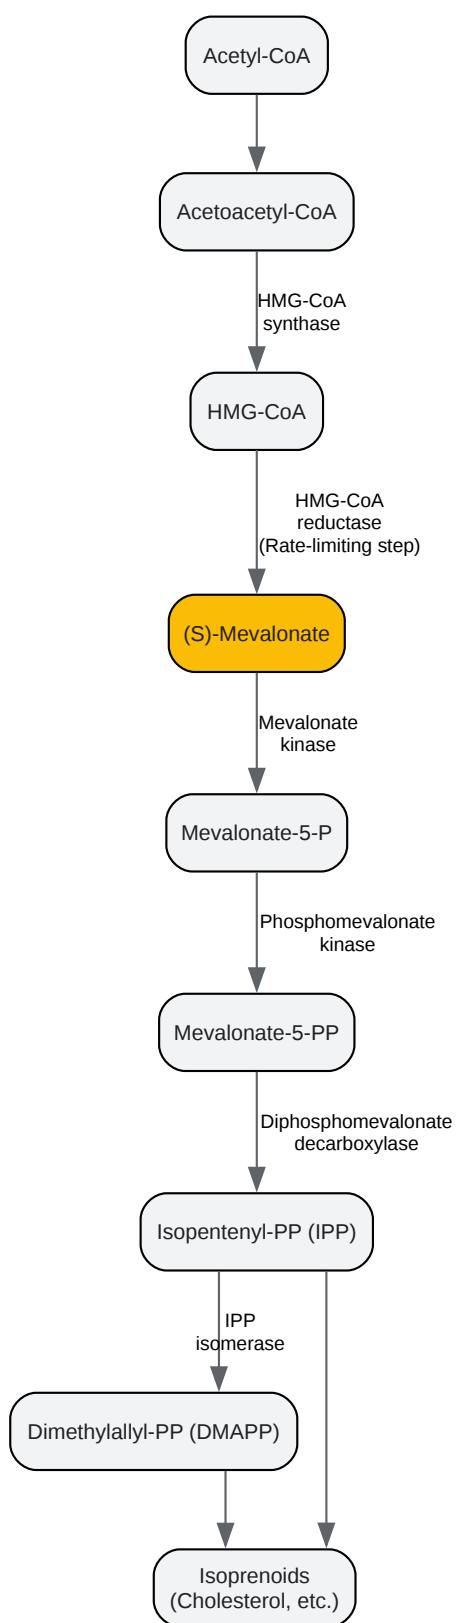 Acetyl-CoA
Acetoacetyl-CoA
HMG-CoA
synthase
HMG-CoA
HMG-CoA
reductase
(Rate-limiting step)
(S)-Mevalonate
Mevalonate
kinase
Mevalonate-5-P
Phosphomevalonate
kinase
Mevalonate-5-PP
Diphosphomevalonate
decarboxylase
Isopentenyl-PP (IPP)
IPP
isomerase
Dimethylallyl-PP (DMAPP)
Isoprenoids
(Cholesterol, etc.)